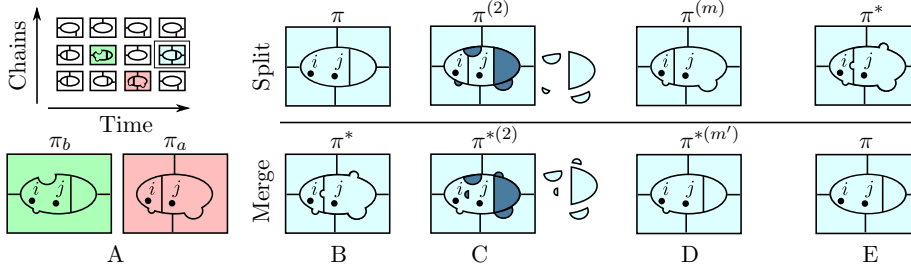 Chains
Time
π_b
π_a
i j
i j
A
Split
π
π^{(2)}
π^{(m)}
π^*
i j
i j
i j
i j
Merge
π^*
π^{*(2)}
π^{*(m')}
π
i j
i j
i j
i j
B
C
D
E